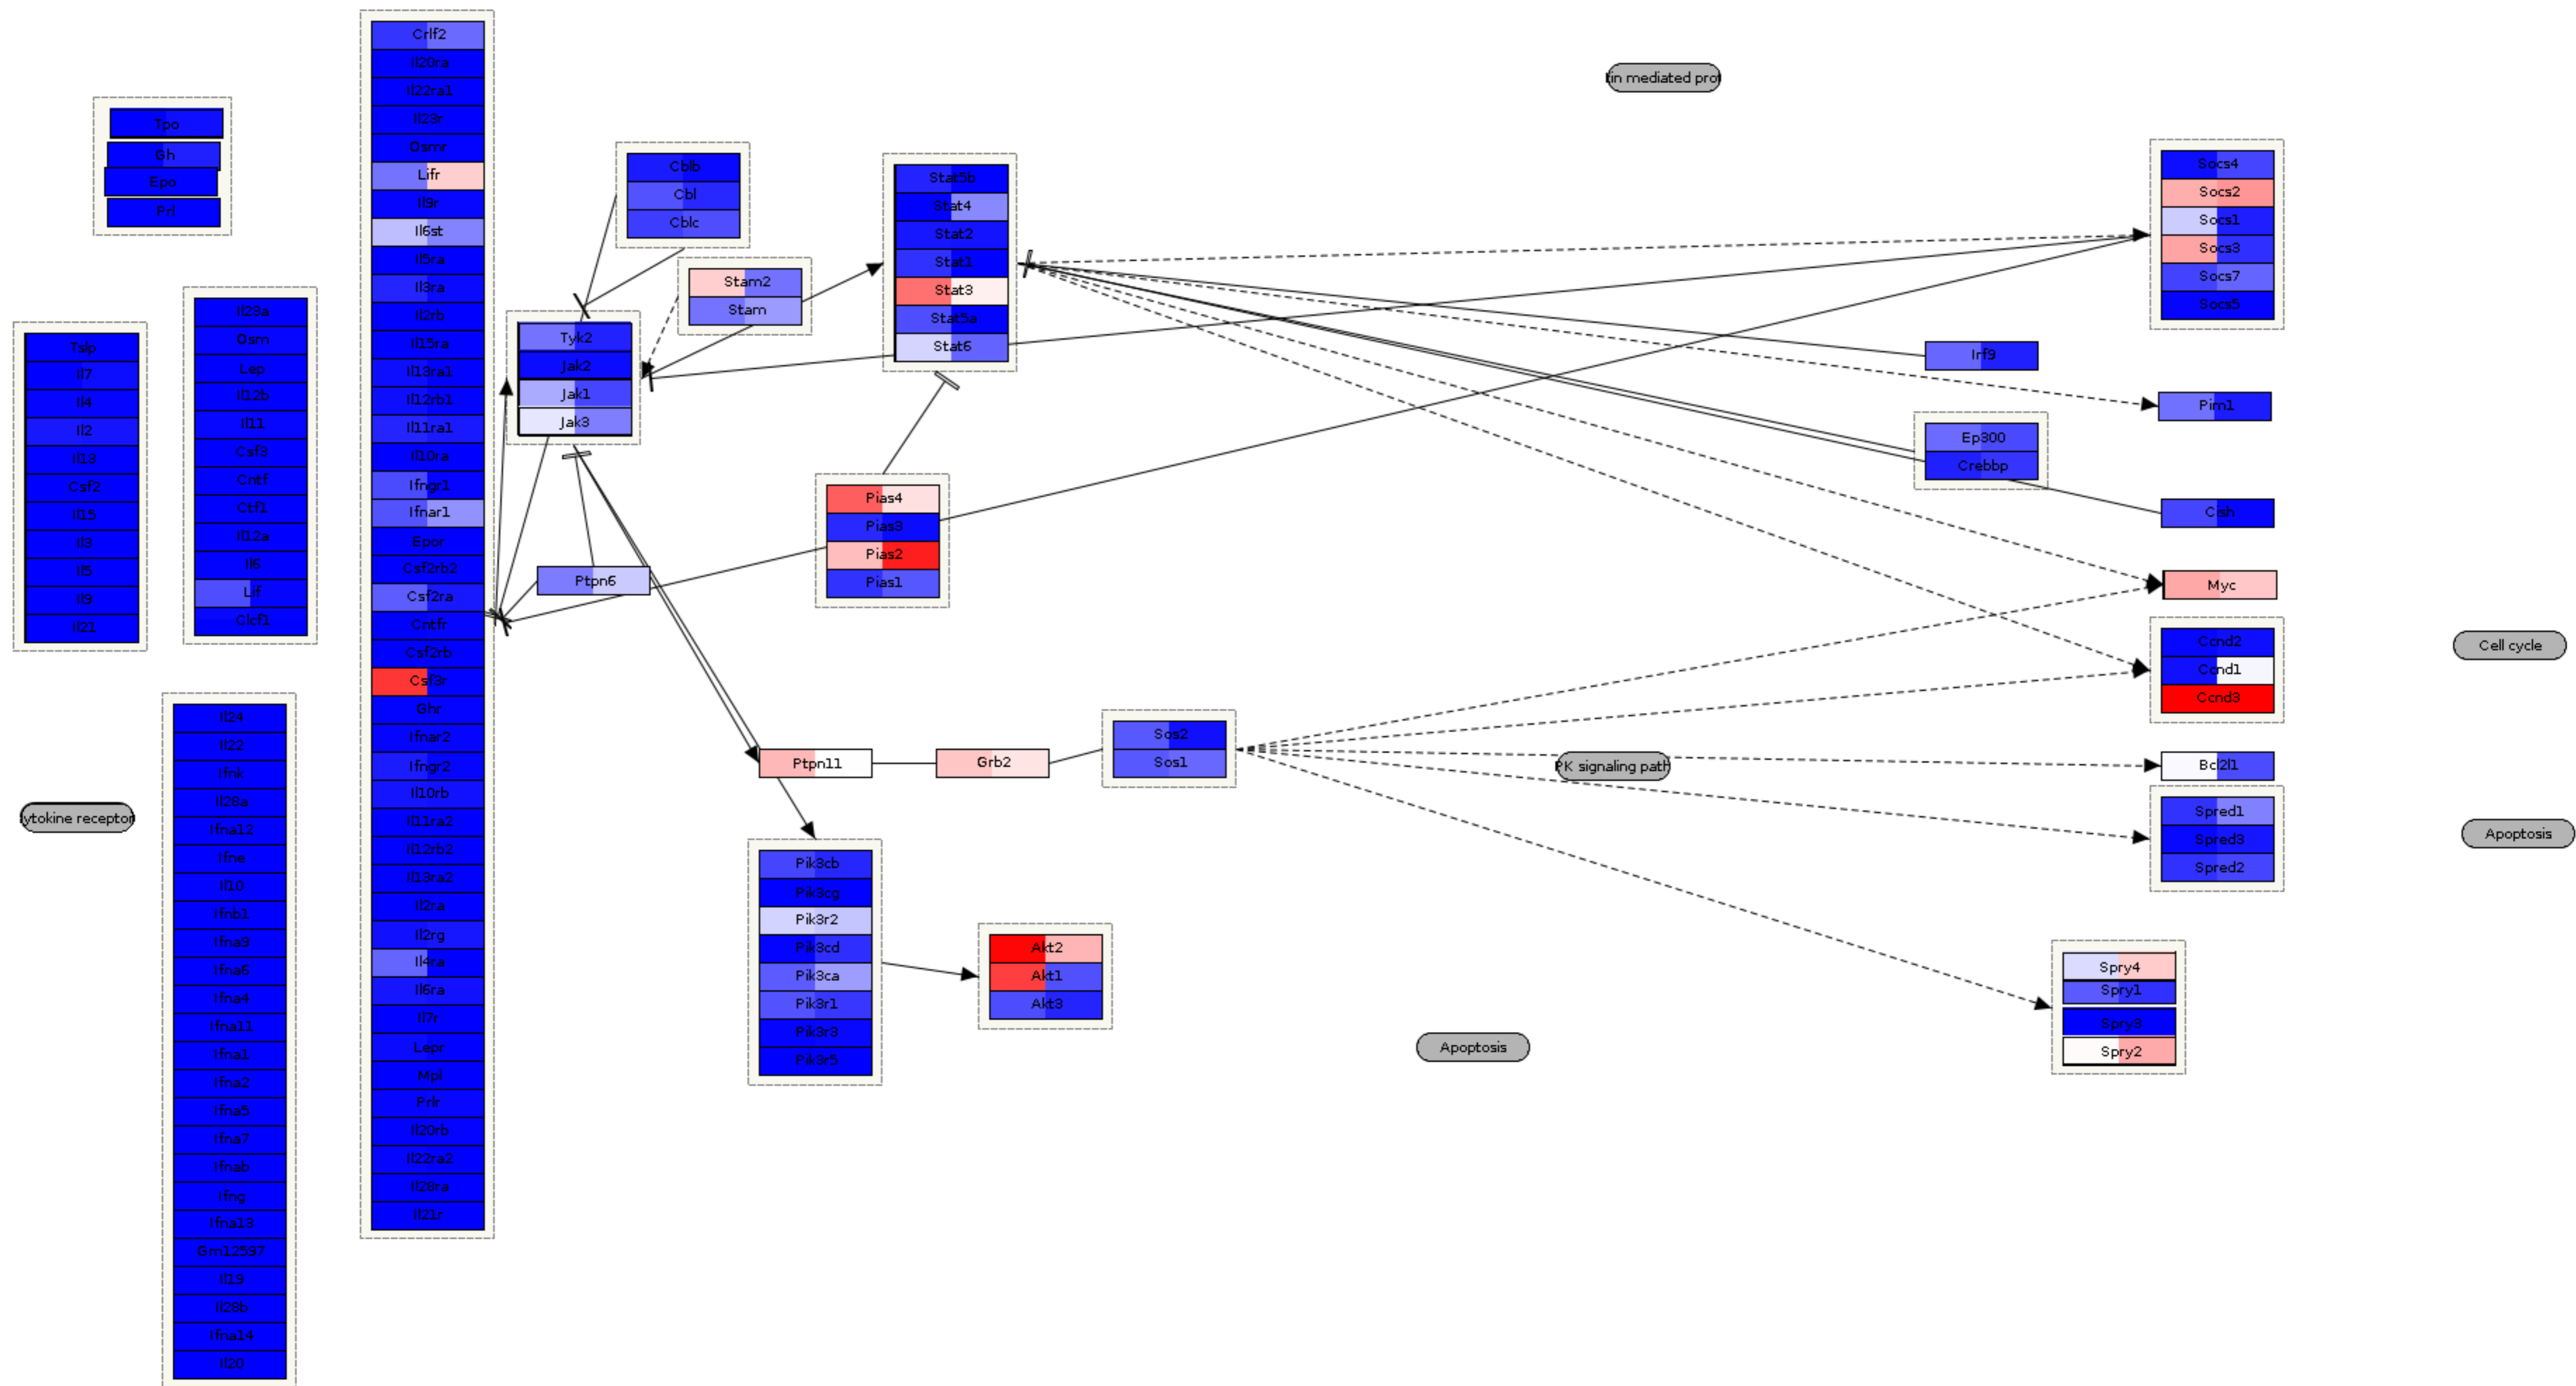 Tpo
Gh
Epo
Prl
Tslp
Il7
Il4
Il2
Il13
Csf2
Il15
Il3
Il5
Il9
Il21
Il23a
Osm
Lep
Il12b
Il11
Csf3
Cntf
Ctf1
Il12a
Il6
Lif
Clcf1
ytokine receptor
Il24
Il22
Ifnk
Il28a
Ifna12
Ifne
Il10
Ifnb1
Ifna9
Ifna6
Ifna4
Ifna11
Ifna1
Ifna2
Ifna5
Ifna7
Ifnab
Ifng
Ifna13
Gm12597
Il19
Il28b
Ifna14
Il20
Crlf2
Il20ra
Il22ra1
Il23r
Osmr
Lifr
Il9r
Il6st
Il5ra
Il3ra
Il2rb
Il15ra
Il13ra1
Il12rb1
Il11ra1
Il10ra
Ifngr1
Ifnar1
Epor
Csf2rb2
Csf2ra
Cntfr
Csf2rb
Csf3r
Ghr
Ifnar2
Ifngr2
Il10rb
Il11ra2
Il12rb2
Il13ra2
Il2ra
Il2rg
Il4ra
Il6ra
Il7r
Lepr
Mpl
Prlr
Il20rb
Il22ra2
Il28ra
Il21r
Cblb
Cbl
Cblc
Stam2
Stam
Tyk2
Jak2
Jak1
Jak3
Ptpn6
Stat5b
Stat4
Stat2
Stat1
Stat3
Stat5a
Stat6
Pias4
Pias3
Pias2
Pias1
Ptpn11
Grb2
Sos2
Sos1
Pik3cb
Pik3cg
Pik3r2
Pik3cd
Pik3ca
Pik3r1
Pik3r3
Pik3r5
Akt2
Akt1
Akt3
tin mediated prot
PK signaling path
Apoptosis
Socs4
Socs2
Socs1
Socs3
Socs7
Socs5
Irf9
Pim1
Ep300
Crebbp
Cish
Myc
Ccnd2
Ccnd1
Ccnd3
Bcl2l1
Spred1
Spred3
Spred2
Spry4
Spry1
Spry3
Spry2
Cell cycle
Apoptosis